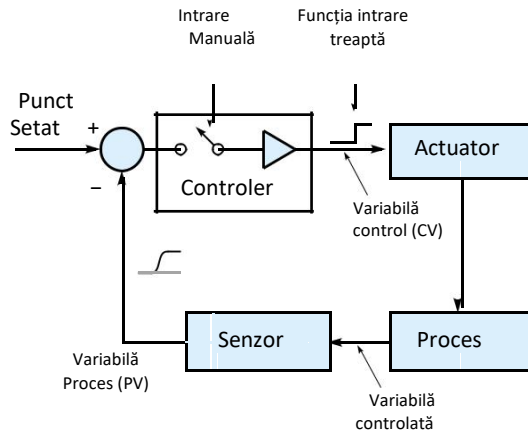 Intrare
Manuală
Funcția intrare
treaptă
Punct
Setat
+
−
Controler
Actuator
Variabilă
control (CV)
Senzor
Proces
Variabilă
Proces (PV)
Variabilă
controlată